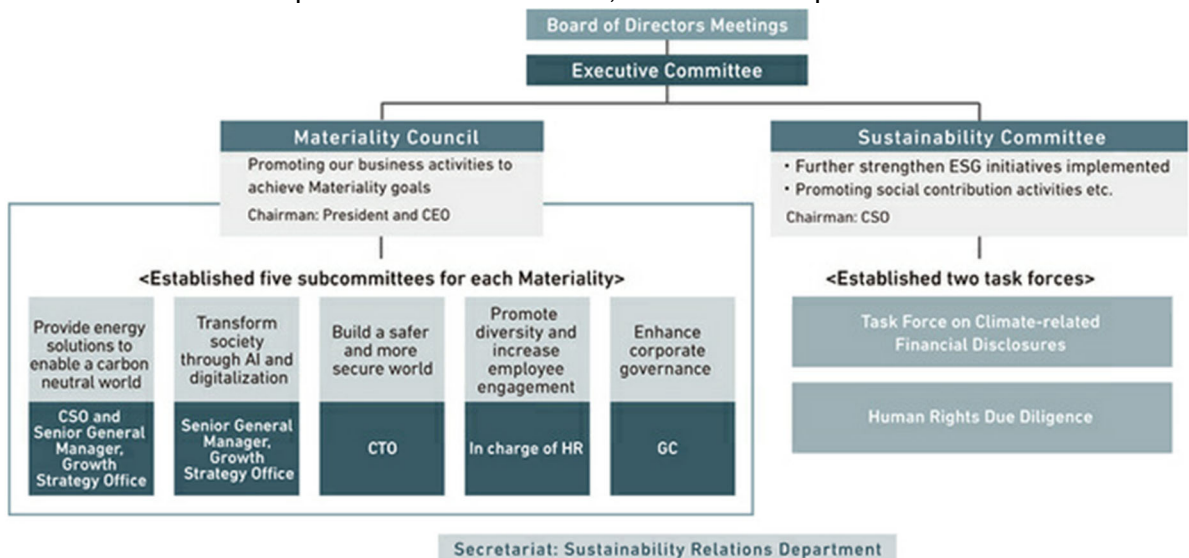 Board of Directors Meetings
Executive Committee
Materiality Council
Promoting our business activities to
achieve Materiality goals
Chairman: President and CEO
Sustainability Committee
・Further strengthen ESG initiatives implemented
・Promoting social contribution activities etc.
Chairman: CSO
<Established five subcommittees for each Materiality>
Provide energy
solutions to
enable a carbon
neutral world
CSO and
Senior General
Manager,
Growth
Strategy Office
Transform
society
through AI and
digitalization
Senior General
Manager,
Growth
Strategy Office
Build a safer
and more
secure world
CTO
Promote
diversity and
increase
employee
engagement
In charge of HR
Enhance
corporate
governance
GC
<Established two task forces>
Task Force on Climate-related
Financial Disclosures
Human Rights Due Diligence
Secretariat: Sustainability Relations Department